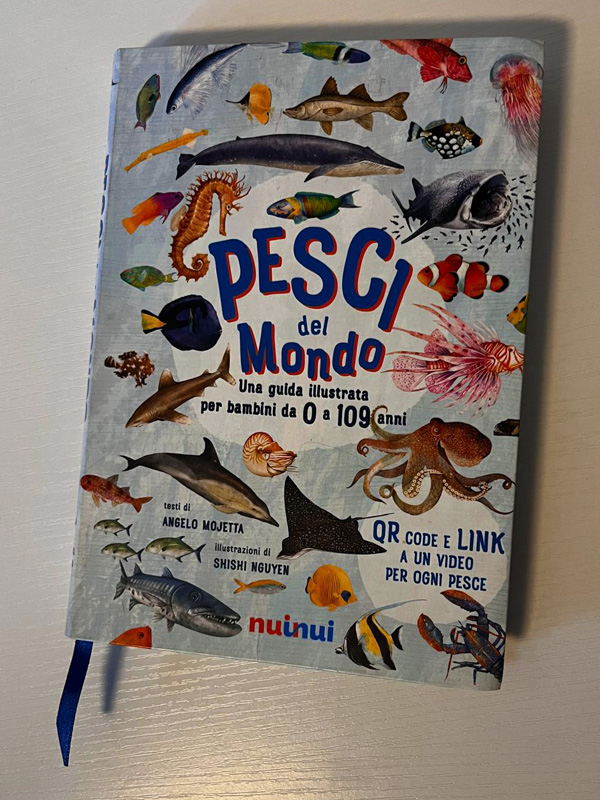 PESCI
del
Mondo
Una guida illustrata
per bambini da 0 a 109 anni
testi di
ANGELO MOJETTA
illustrazioni di
SHISHI NGUYEN
QR CODE E LINK
A UN VIDEO
PER OGNI PESCE
nuinui